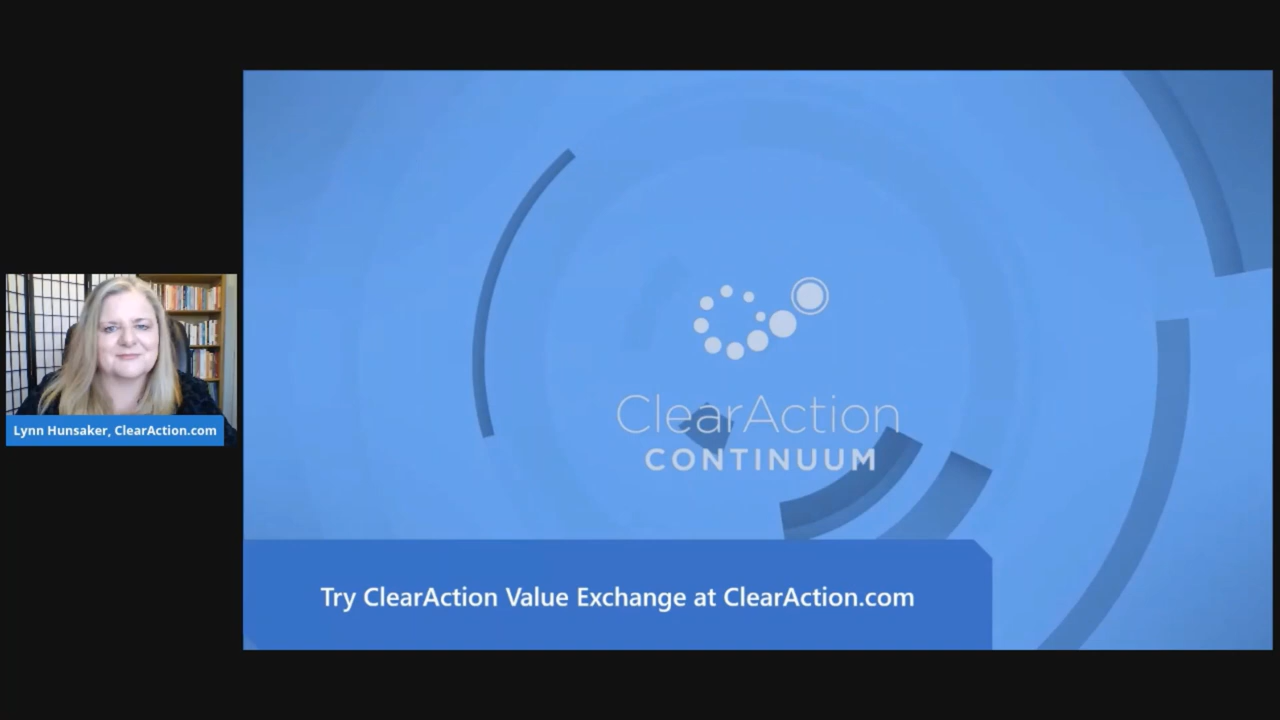 Lynn Hunsaker, ClearAction.com
ClearAction
CONTINUUM
Try ClearAction Value Exchange at ClearAction.com